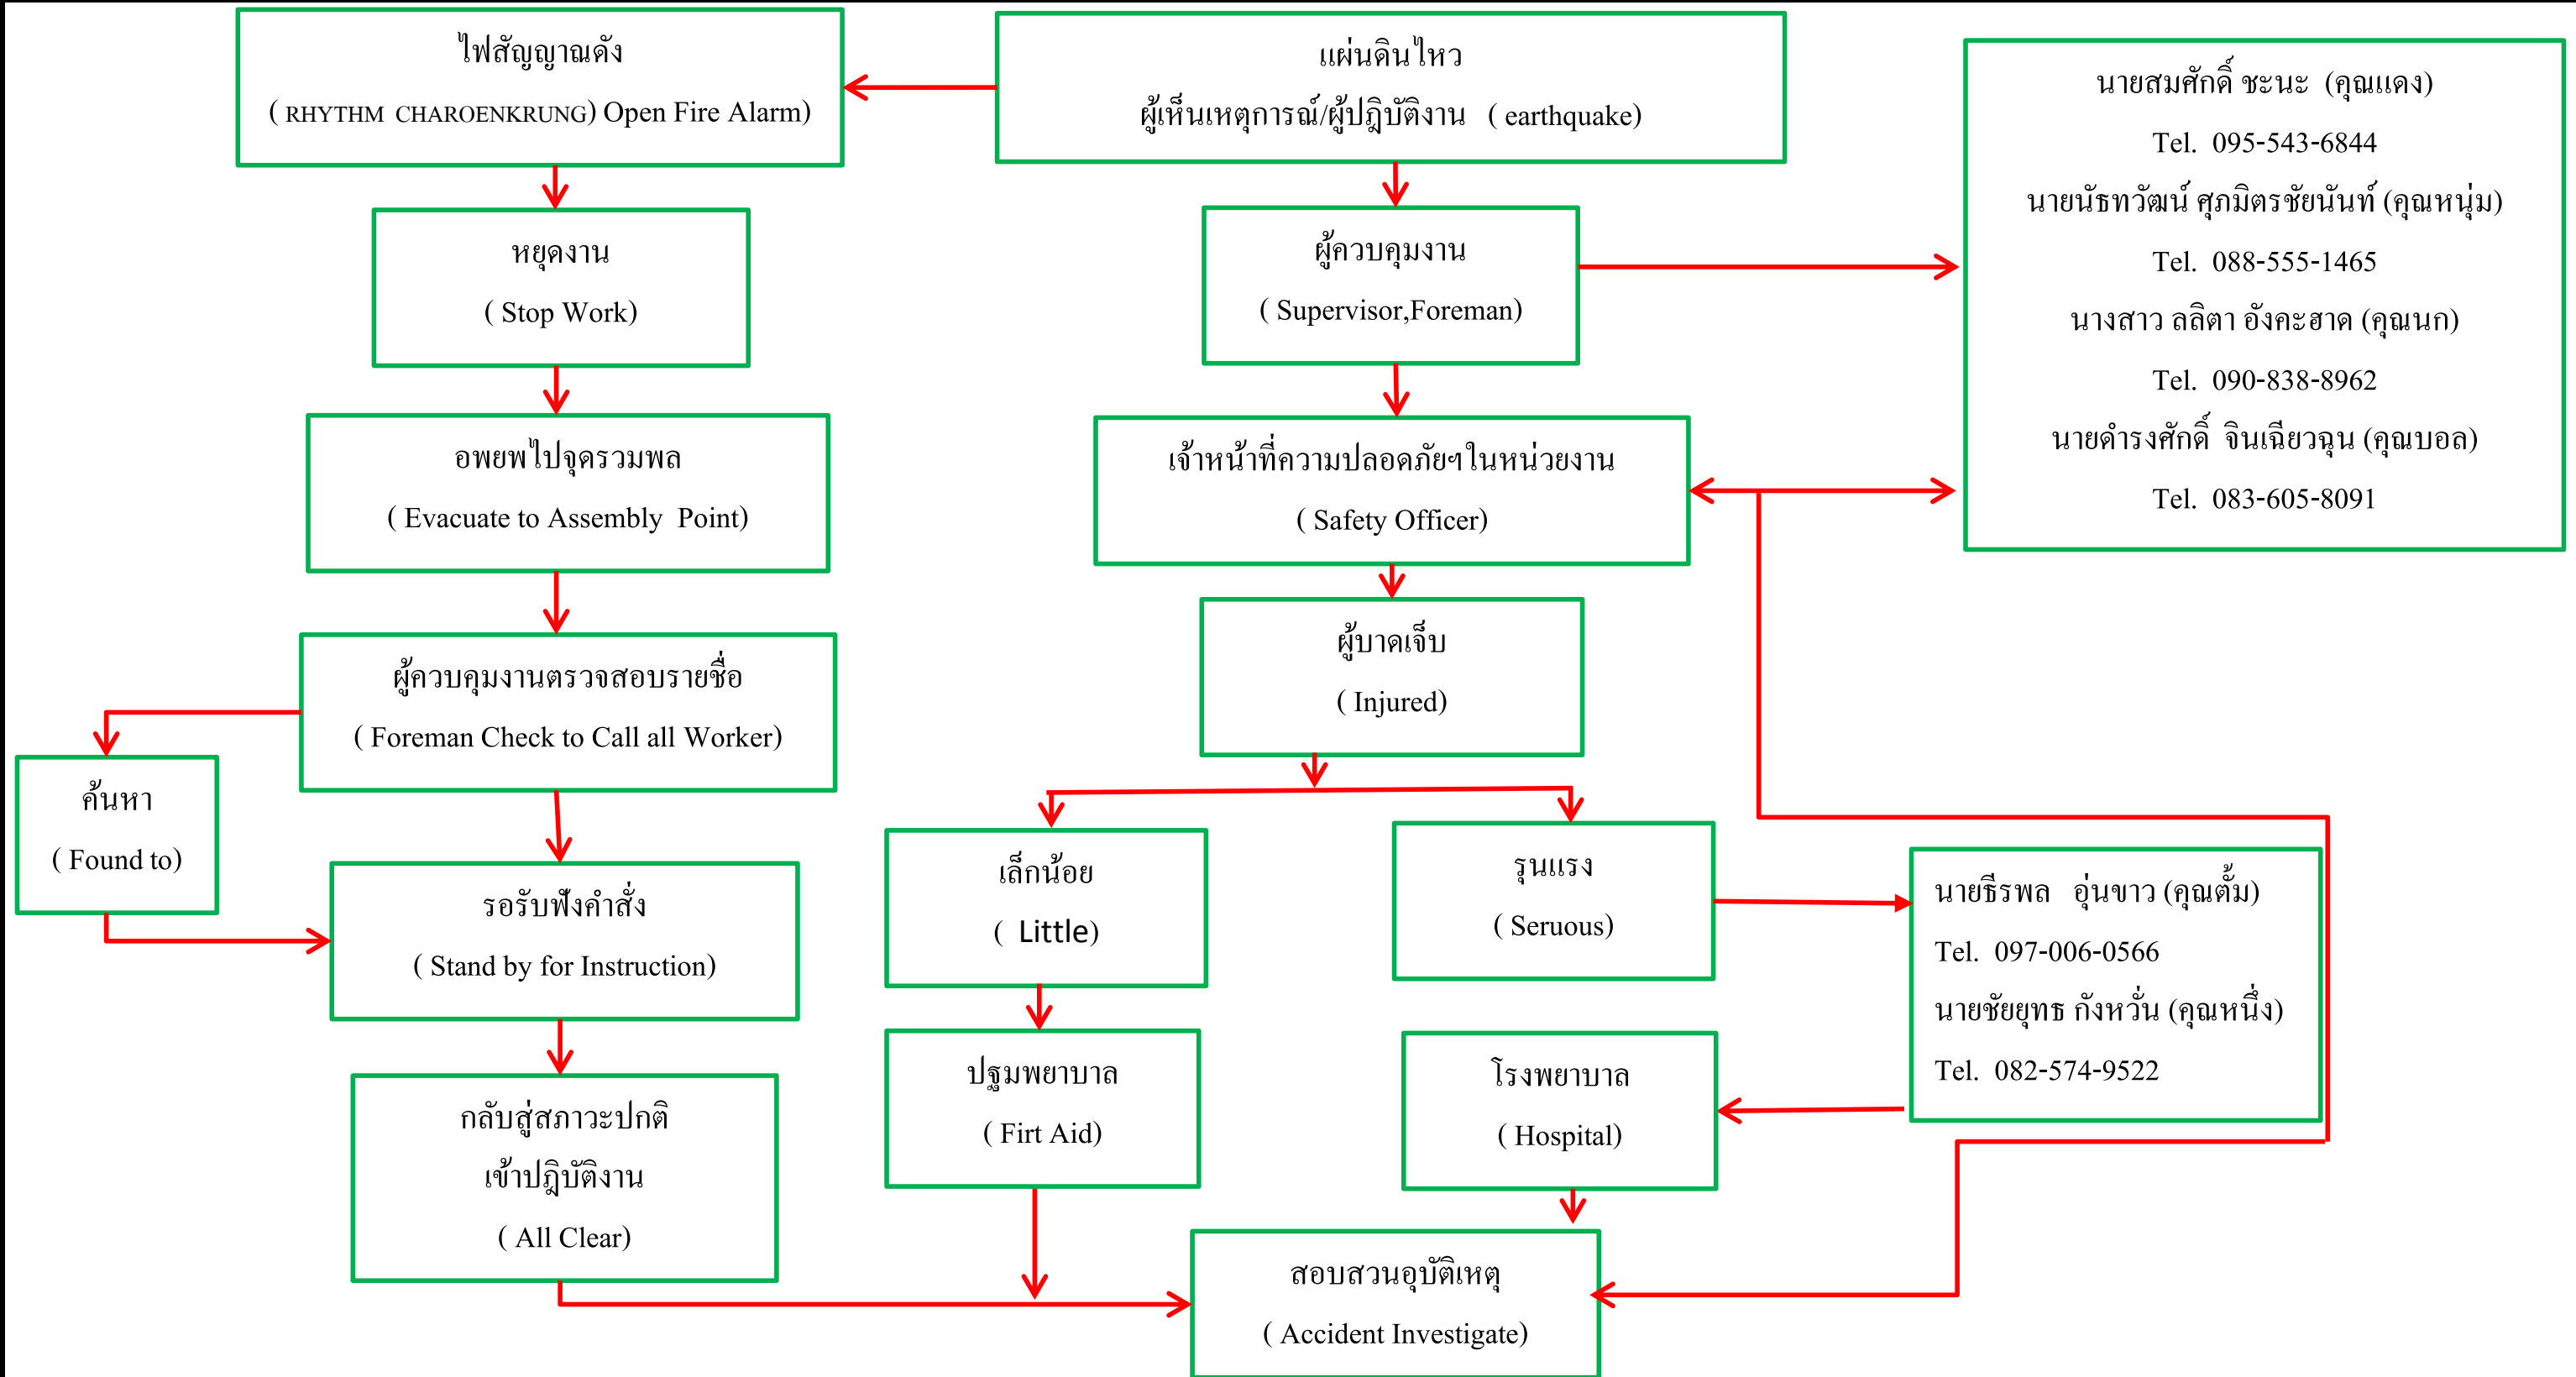 ไฟสัญญาณดัง
( RHYTHM CHAROENKRUNG) Open Fire Alarm)
แผ่นดินไหว
ผู้เห็นเหตุการณ์/ผู้ปฎิบัติงาน ( earthquake)
นายสมศักดิ์ ชะนะ (คุณแดง)
Tel. 095-543-6844
นายนัธทวัฒน์ ศุภมิตรชัยนันท์ (คุณหนุ่ม)
Tel. 088-555-1465
นางสาว ลลิตา อังคะฮาด (คุณนก)
Tel. 090-838-8962
นายดำรงศักดิ์ จินเฉียวฉุน (คุณบอล)
Tel. 083-605-8091
หยุดงาน
( Stop Work)
ผู้ควบคุมงาน
( Supervisor,Foreman)
อพยพไปจุดรวมพล
( Evacuate to Assembly Point)
เจ้าหน้าที่ความปลอดภัยฯในหน่วยงาน
( Safety Officer)
ผู้ควบคุมงานตรวจสอบรายชื่อ
( Foreman Check to Call all Worker)
ผู้บาดเจ็บ
( Injured)
ค้นหา
( Found to)
รอรับฟังคำสั่ง
( Stand by for Instruction)
เล็กน้อย
( Little)
รุนแรง
( Seruous)
นายธีรพล อุ่นขาว (คุณตั้ม)
Tel. 097-006-0566
นายชัยยุทธ กังหวั่น (คุณหนึ่ง)
Tel. 082-574-9522
กลับสู่สภาวะปกติ
เข้าปฎิบัติงาน
( All Clear)
ปฐมพยาบาล
( Firt Aid)
โรงพยาบาล
( Hospital)
สอบสวนอุบัติเหตุ
( Accident Investigate)